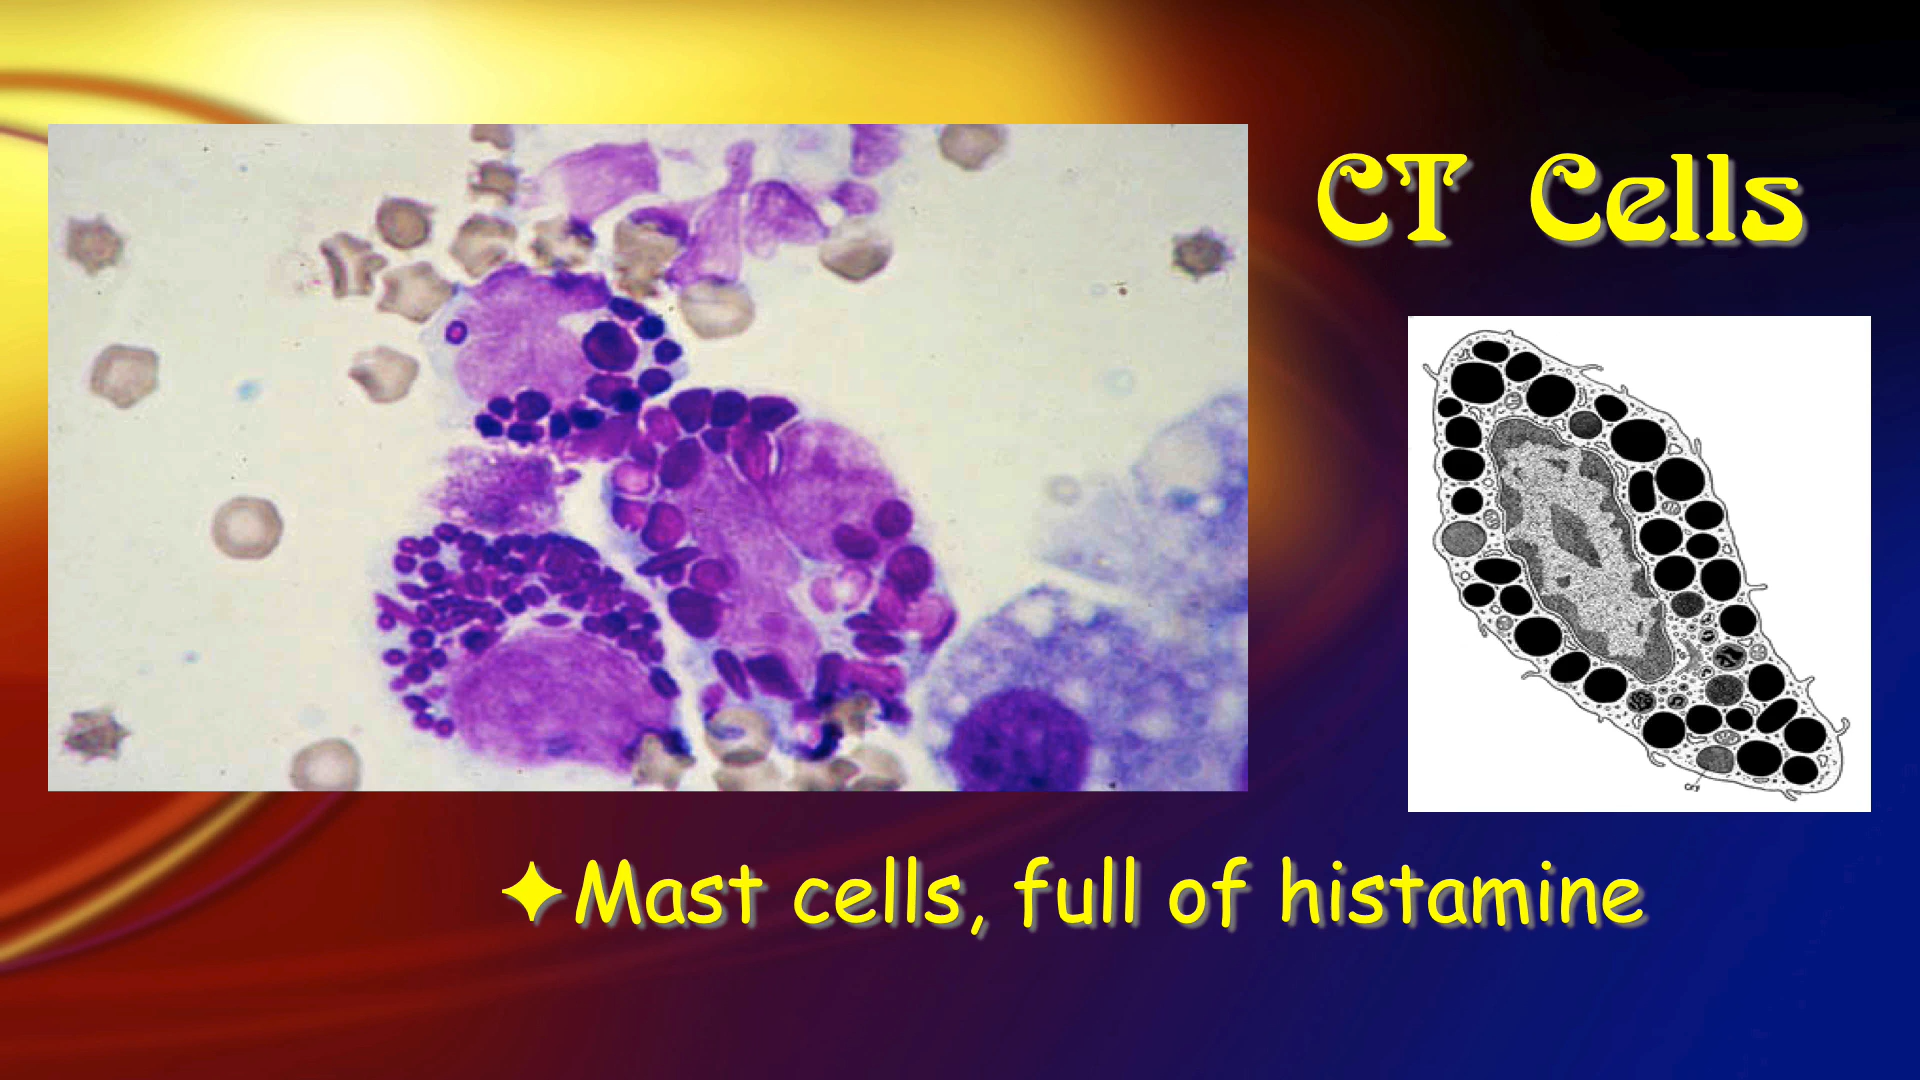 CT Cells
✦Mast cells, full of histamine